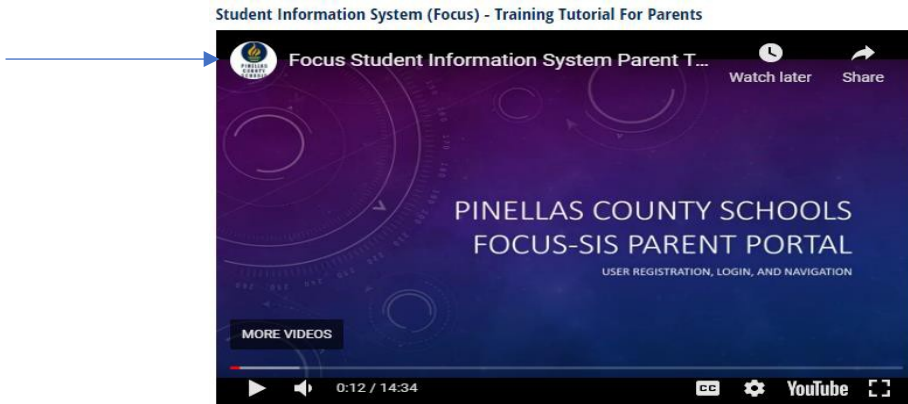 Student Information System (Focus) - Training Tutorial For Parents
Focus Student Information System Parent T...
Watch later
Share
PINELLAS COUNTY SCHOOLS
FOCUS-SIS PARENT PORTAL
USER REGISTRATION, LOGIN, AND NAVIGATION
MORE VIDEOS
0:12 / 14:34
CC
YouTube